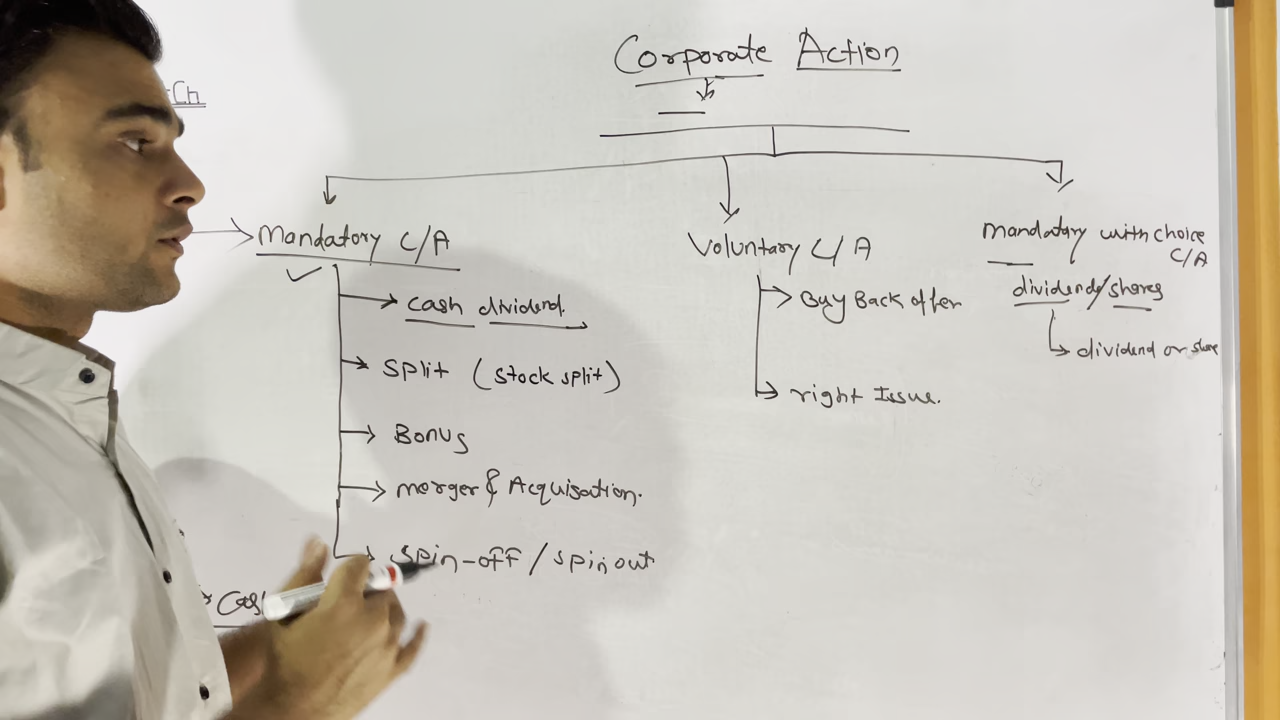 Corporate Action
Ch
Mandatory C/A
cash dividend.
split (stock split)
Bonus
merger & Acquisation.
spin-off / spin out
Voluntary C/A
Buy Back offer
right Issue.
mandatory with choice
C/A
dividend/shares
dividend or share